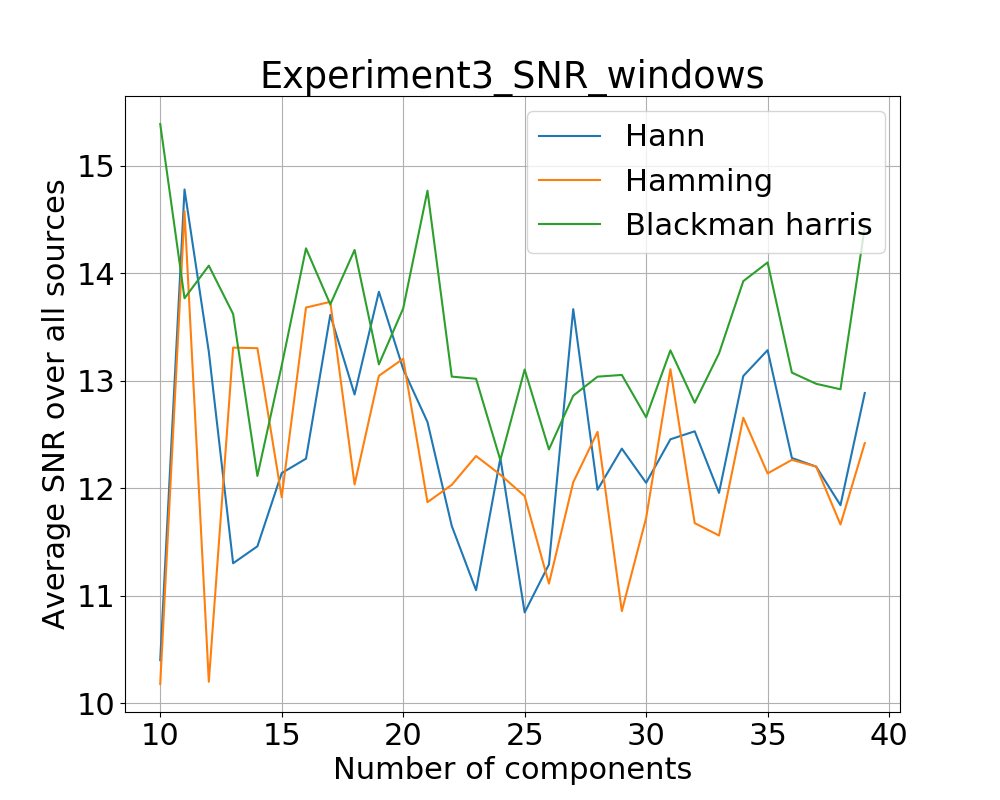 Experiment3_SNR_windows
Hann
Hamming
Blackman harris
Average SNR over all sources
15
14
13
12
11
10
10 15 20 25 30 35 40
Number of components